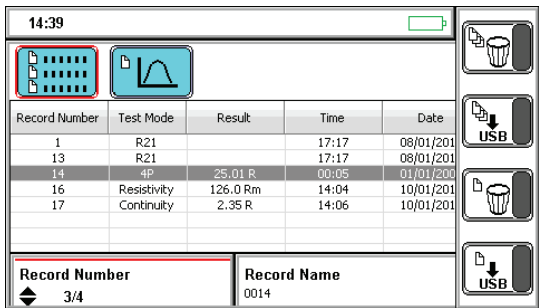 14:39
Record Number Test Mode Result Time Date
1 R21 17:17 08/01/201
13 R21 17:17 08/01/201
14 4P 25.01 R 00:05 01/01/200
16 Resistivity 126.0 Rm 14:04 10/01/201
17 Continuity 2.35 R 14:06 10/01/201
Record Number
3/4
Record Name
0014
USB
USB